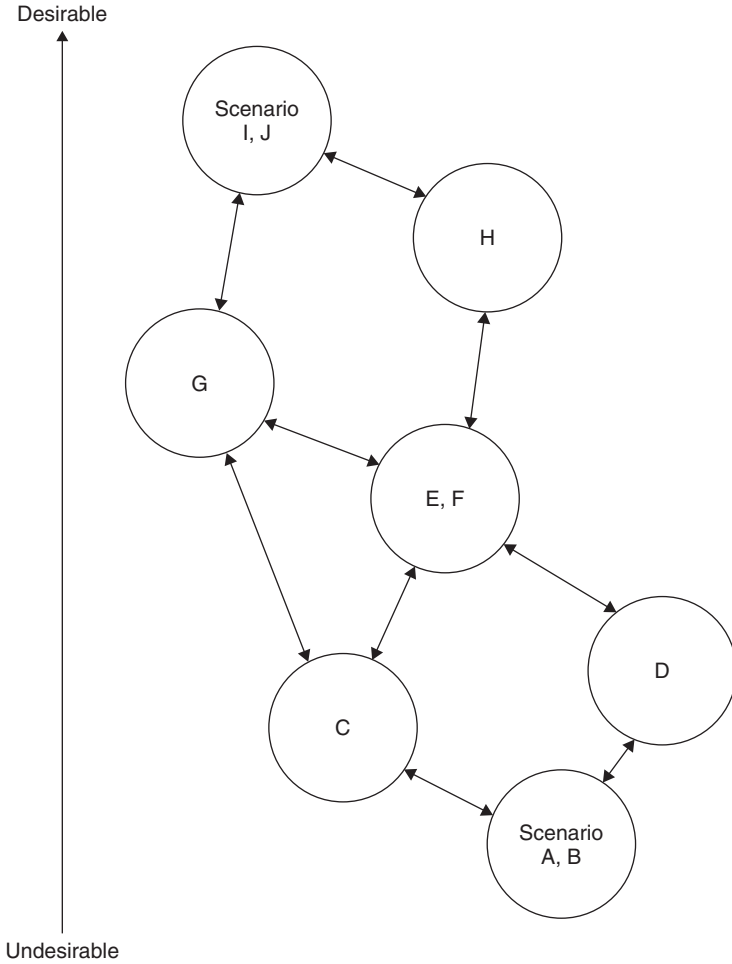 Desirable
Scenario
I, J
H
G
E, F
D
C
Scenario
A, B
Undesirable